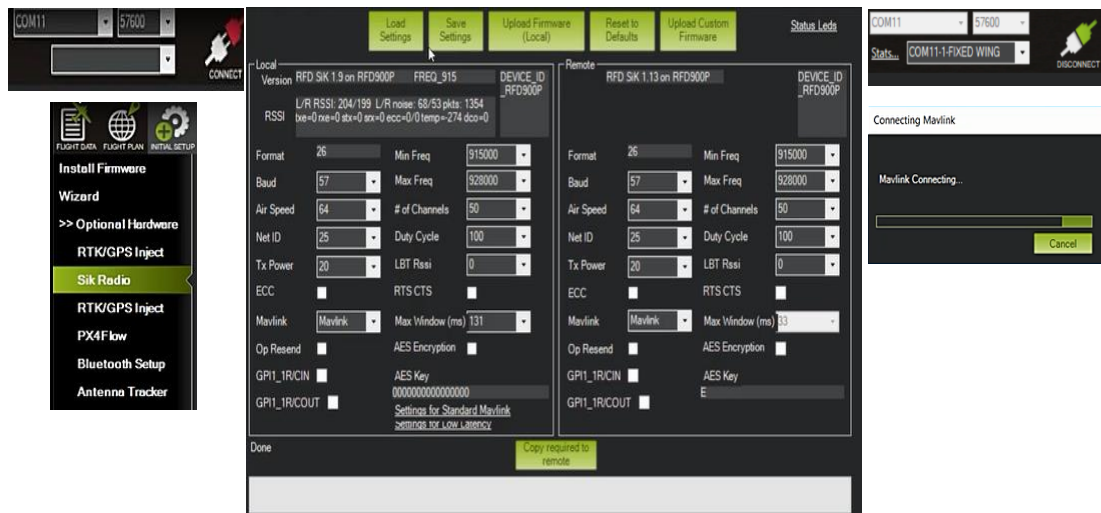 COM11 57600
CONNECT
FLIGHT DATA FLIGHT PLAN INITIAL SETUP
Install Firmware
Wizard
>> Optional Hardware
RTK/GPS Inject
Sik Radio
RTK/GPS Inject
PX4Flow
Bluetooth Setup
Antenna Tracker
Load Settings
Save Settings
Upload Firmware (Local)
Reset to Defaults
Upload Custom Firmware
Status Leds
Local
Version RFD SiK 1.9 on RFD900P FREQ_915 DEVICE_ID_RFD900P
RSSI L/R RSSI: 204/199 L/R noise: 68/53 pkts: 1354
txe=0 rxe=0 stx=0 srx=0 ecc=0/0 temp=-274 dco=0
Format 26 Min Freq 915000
Baud 57 Max Freq 928000
Air Speed 64 # of Channels 50
Net ID 25 Duty Cycle 100
Tx Power 20 LBT Rssi 0
ECC RTS CTS
Mavlink Mavlink Max Window (ms) 131
Op Resend AES Encryption
GPI1_1R/CIN AES Key
00000000000000000
GPI1_1R/COUT Settings for Standard Mavlink
Settings for Low Latency
Remote
RFD SiK 1.13 on RFD900P DEVICE_ID_RFD900P
Format 26 Min Freq 915000
Baud 57 Max Freq 928000
Air Speed 64 # of Channels 50
Net ID 25 Duty Cycle 100
Tx Power 20 LBT Rssi 0
ECC RTS CTS
Mavlink Mavlink Max Window (ms) 33
Op Resend AES Encryption
GPI1_1R/CIN AES Key
E
GPI1_1R/COUT
Done
Copy required to remote
COM11 57600
Stats... COM11-1-FIXED WING
DISCONNECT
Connecting Mavlink
Mavlink Connecting...
Cancel